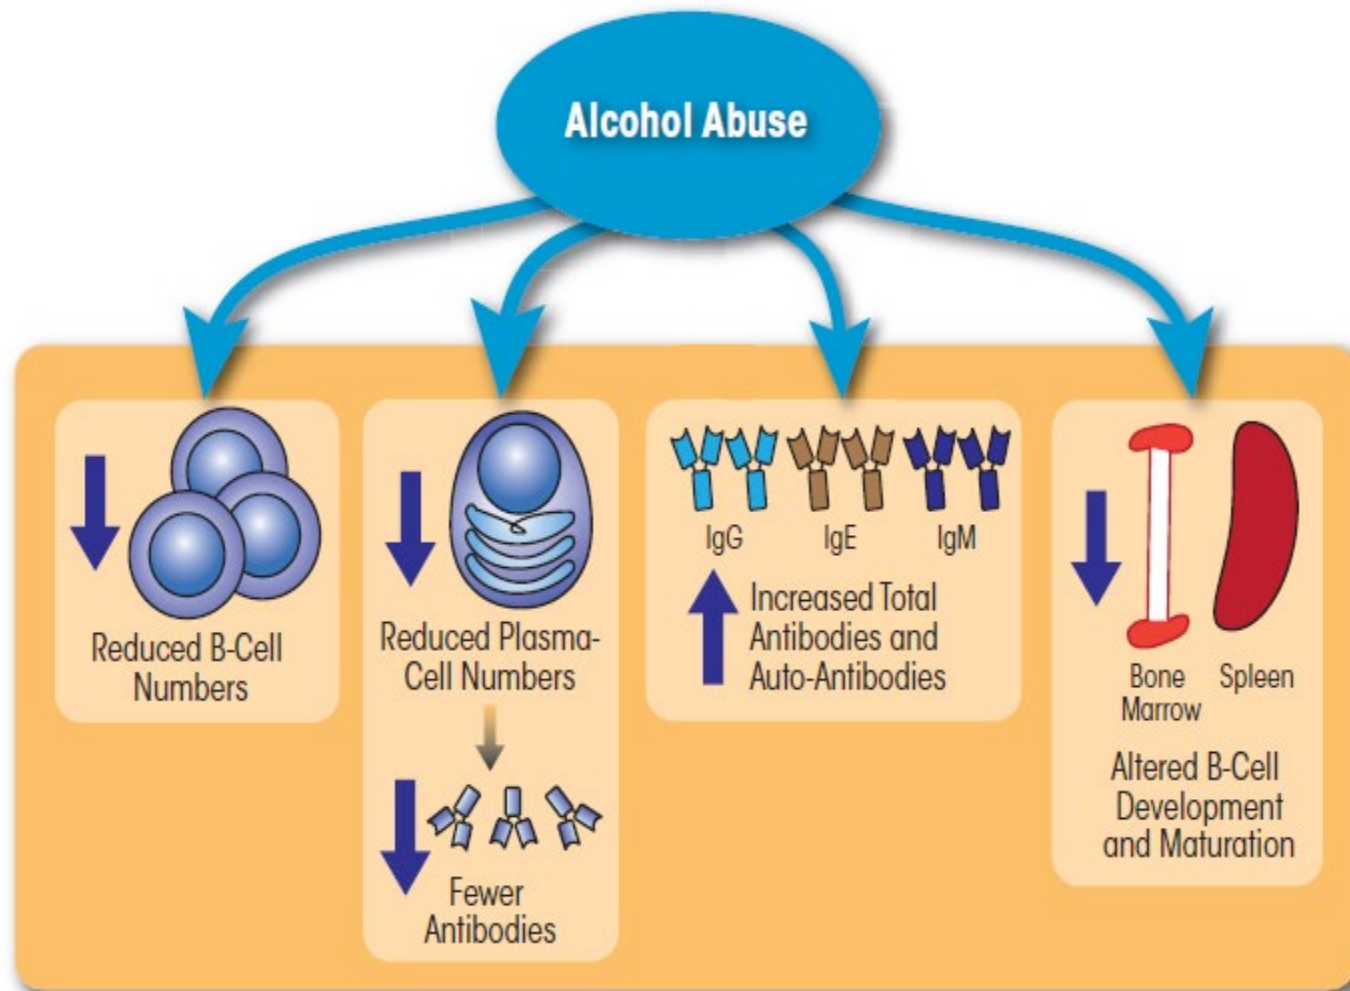 Alcohol Abuse
Reduced B-Cell
Numbers
Reduced Plasma-
Cell Numbers
Fewer
Antibodies
IgG
IgE
IgM
Increased Total
Antibodies and
Auto-Antibodies
Bone
Marrow
Spleen
Altered B-Cell
Development
and Maturation